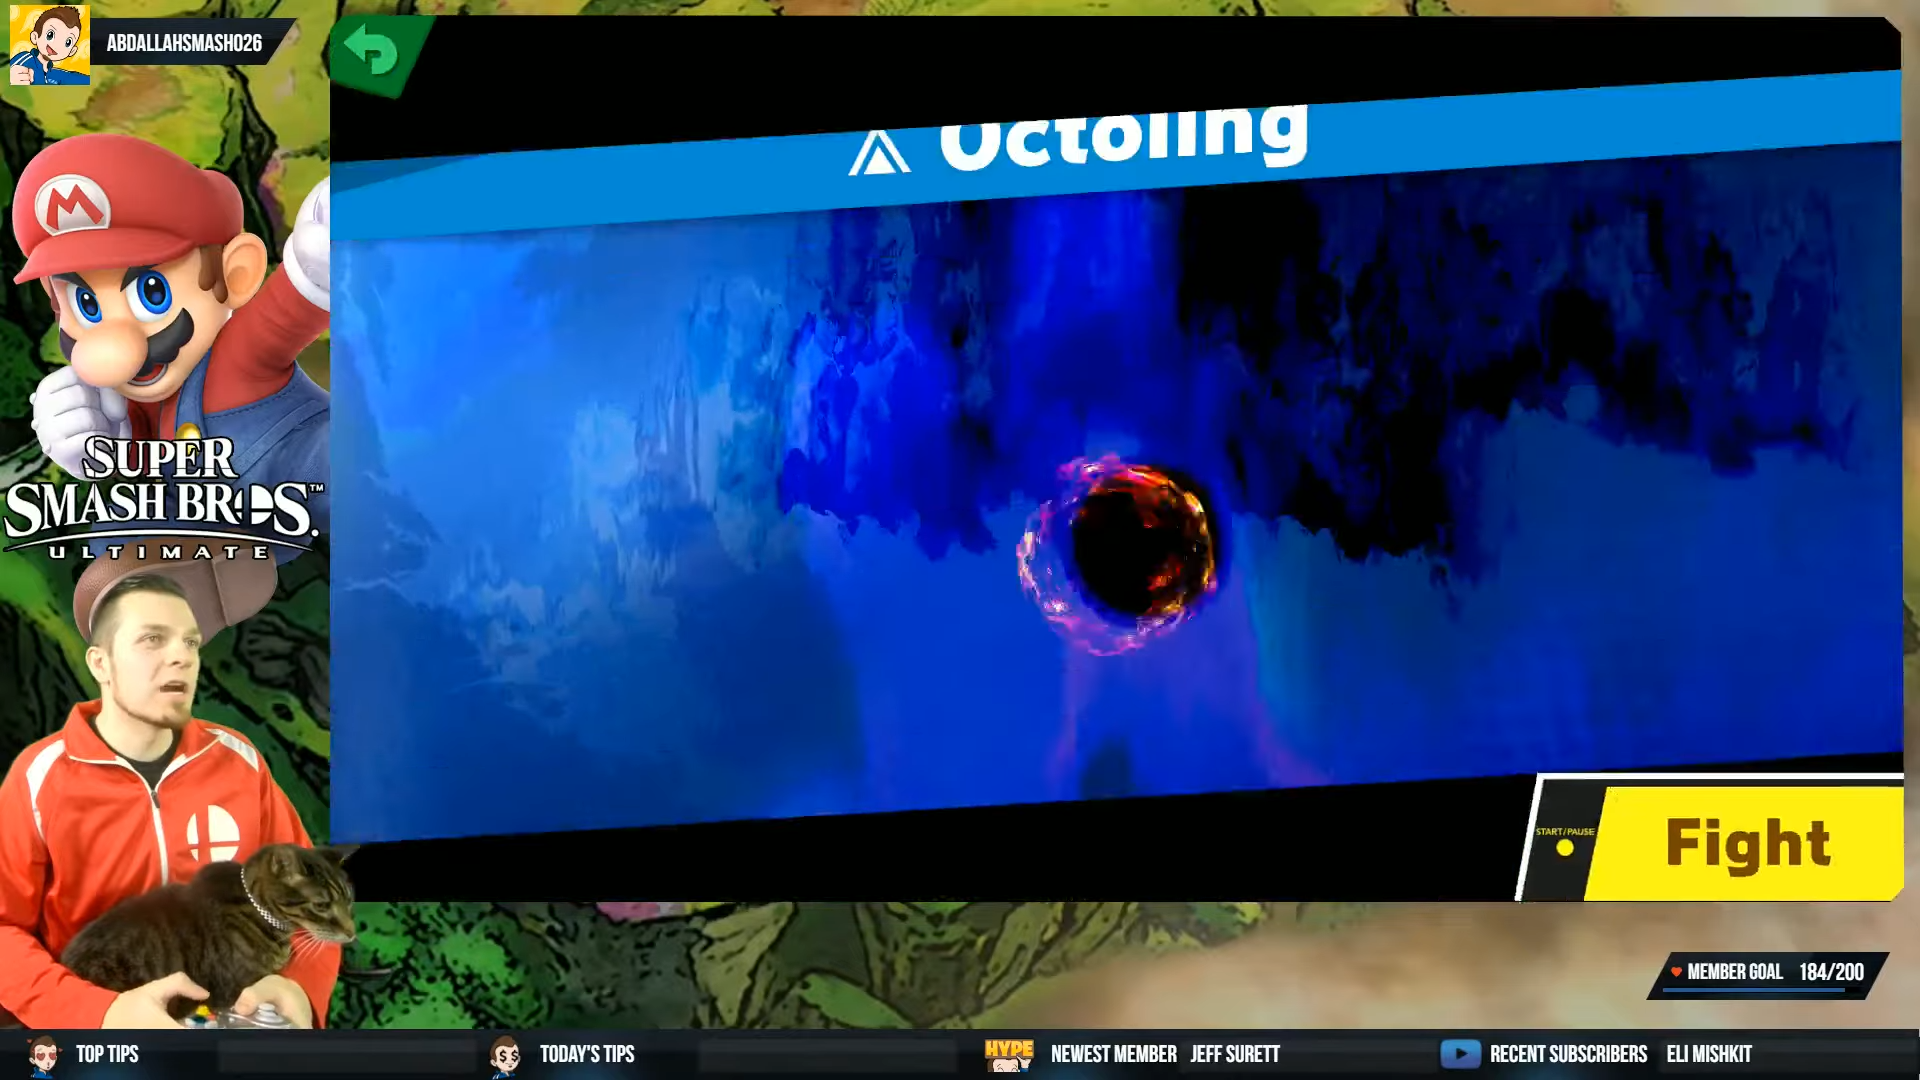 ABDALLAHSMASH026
Octoling
M
SUPER
SMASH BROS.™
ULTIMATE
START/PAUSE
Fight
MEMBER GOAL 184/200
TOP TIPS
TODAY'S TIPS
HYPE
NEWEST MEMBER JEFF SURETT
RECENT SUBSCRIBERS ELI MISHKIT